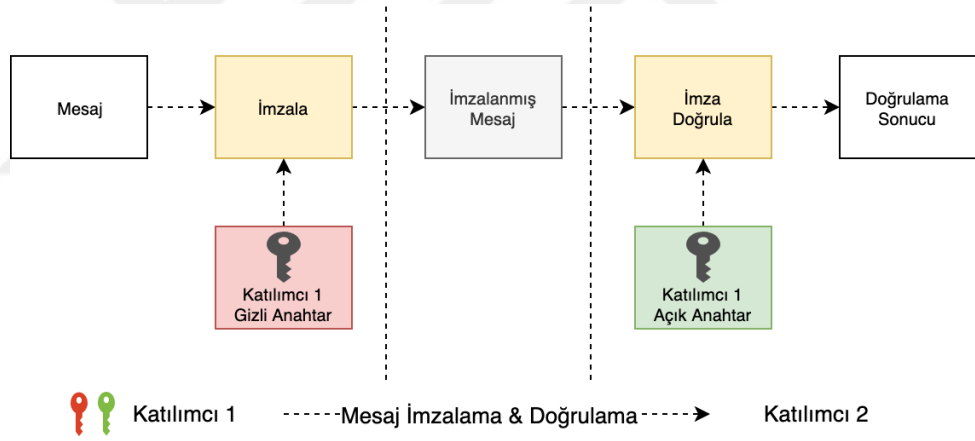 Mesaj
İmzala
İmzalanmış
Mesaj
İmza
Doğrula
Doğrulama
Sonucu
Katılımcı 1
Gizli Anahtar
Katılımcı 1
Açık Anahtar
Katılımcı 1
Mesaj İmzalama & Doğrulama
Katılımcı 2